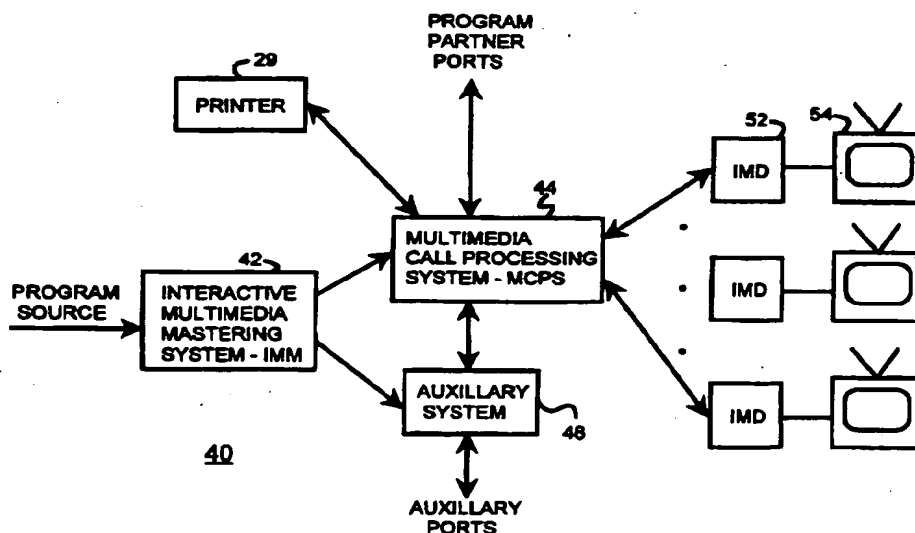 PROGRAM
PARTNER
PORTS
29
PRINTER
52
54
IMD
44
MULTIMEDIA
CALL PROCESSING
SYSTEM - MCPS
42
PROGRAM
SOURCE
INTERACTIVE
MULTIMEDIA
MASTERING
SYSTEM - IMM
IMD
AUXILLARY
SYSTEM
48
IMD
40
AUXILLARY
PORTS